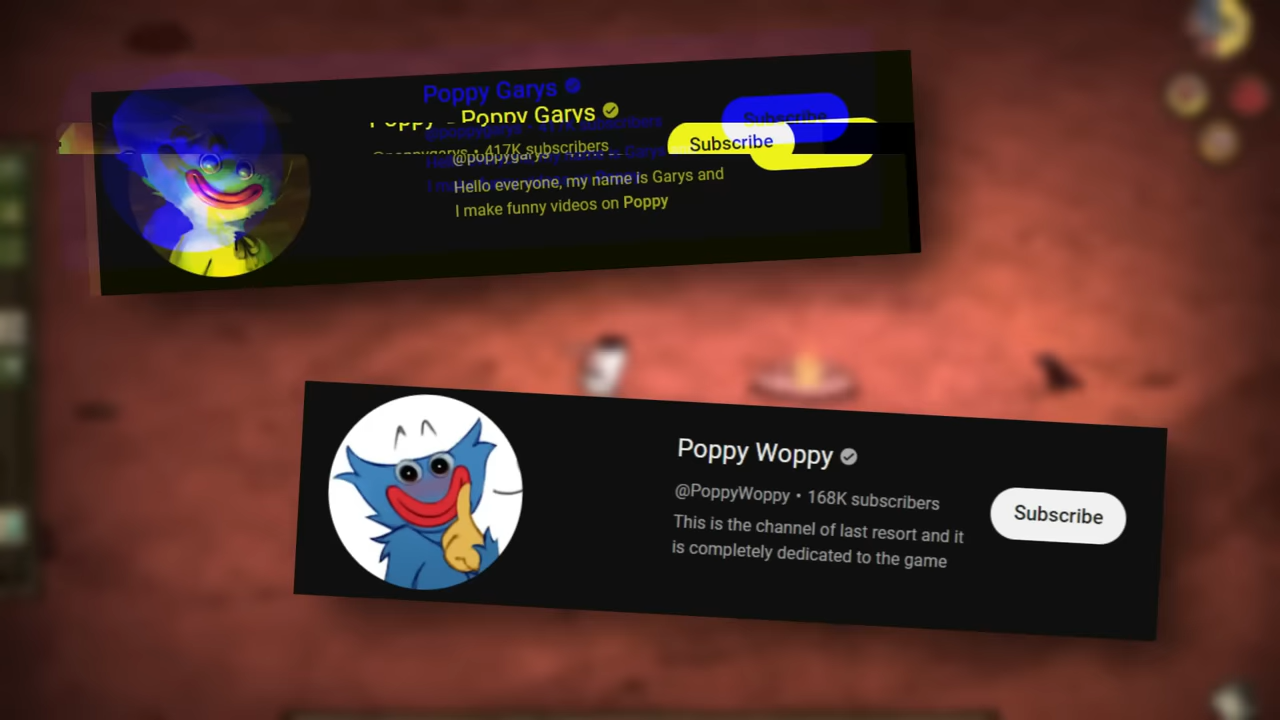 Poppy Garys
Poppy Garys
Subscribe
Subscribe
@poppygarys • 417K subscribers
Hello everyone, my name is Garys and
I make funny videos on Poppy
Poppy Woppy
@PoppyWoppy • 168K subscribers
Subscribe
This is the channel of last resort and it
is completely dedicated to the game